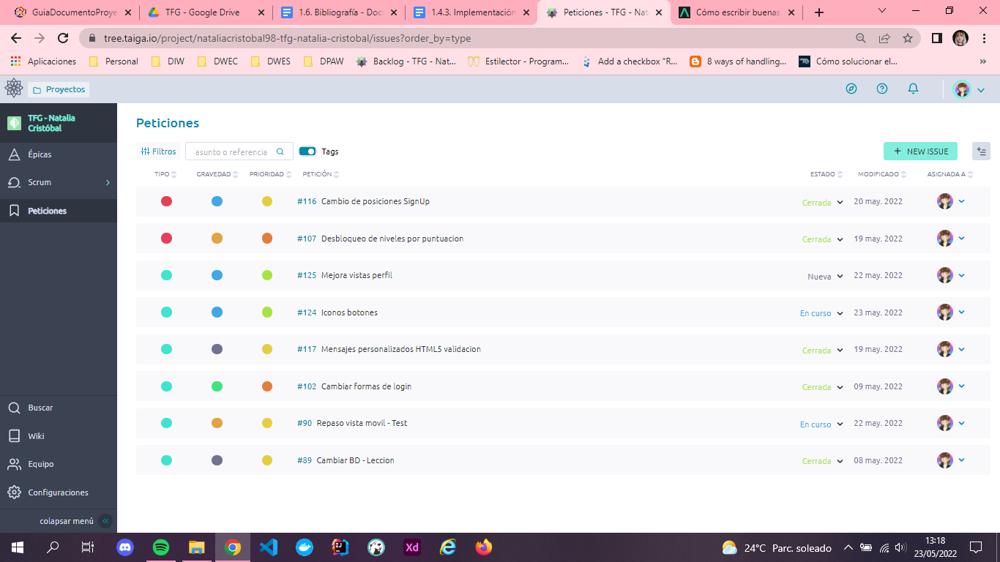 GuiaDocumentoProye
TFG - Google Drive
1.6. Bibliografía - Docu
1.4.3. Implementación
Peticiones - TFG - Nat
Cómo escribir buenas
tree.taiga.io/project/nataliacristobal98-tfg-natalia-cristobal/issues?order_by=type
Aplicaciones
Personal
DIW
DWEC
DWES
DPAW
Backlog - TFG - Nat...
Estilector - Program...
Add a checkbox "R...
8 ways of handling...
Cómo solucionar el...
»
Proyectos
TFG - Natalia
Cristóbal
Épicas
Scrum
Peticiones
Buscar
Wiki
Equipo
Configuraciones
colapsar menú
Peticiones
Filtros
asunto o referencia
Tags
+ NEW ISSUE
TIPO GRAVEDAD PRIORIDAD PETICIÓN ESTADO MODIFICADO ASIGNADA A
#116 Cambio de posiciones SignUp Cerrada 20 may. 2022
#107 Desbloqueo de niveles por puntuacion Cerrada 19 may. 2022
#125 Mejora vistas perfil Nueva 22 may. 2022
#124 Iconos botones En curso 23 may. 2022
#117 Mensajes personalizados HTML5 validacion Cerrada 19 may. 2022
#102 Cambiar formas de login Cerrada 09 may. 2022
#90 Repaso vista movil - Test En curso 22 may. 2022
#89 Cambiar BD - Leccion Cerrada 08 may. 2022
Xd
24°C Parc. soleado
13:18
23/05/2022